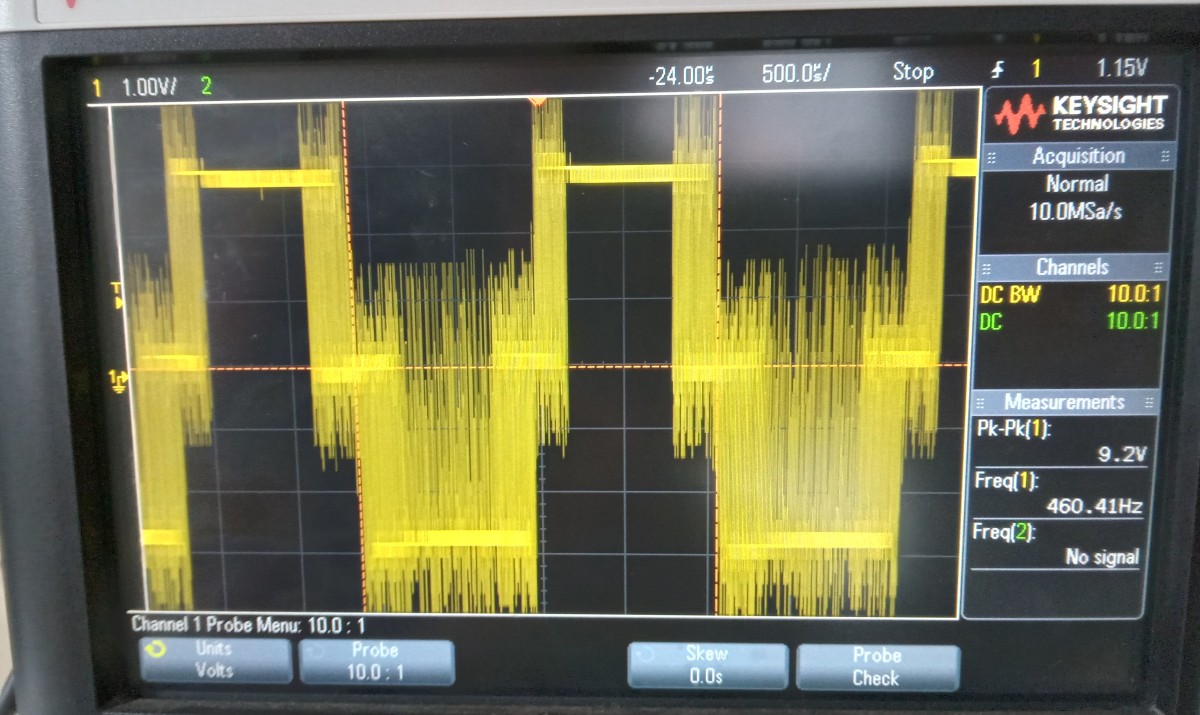 1 1.00V/ 2 -24.00µs 500.0µs/ Stop 1 1.15V
KEYSIGHT
TECHNOLOGIES
Acquisition
Normal
10.0MSa/s
Channels
DC BW 10.0:1
DC 10.0:1
Measurements
Pk-Pk(1):
9.2V
Freq(1):
460.41Hz
Freq(2):
No signal
T
1
Channel 1 Probe Menu: 10.0 : 1
Units
Volts
Probe
10.0 : 1
Skew
0.0s
Probe
Check